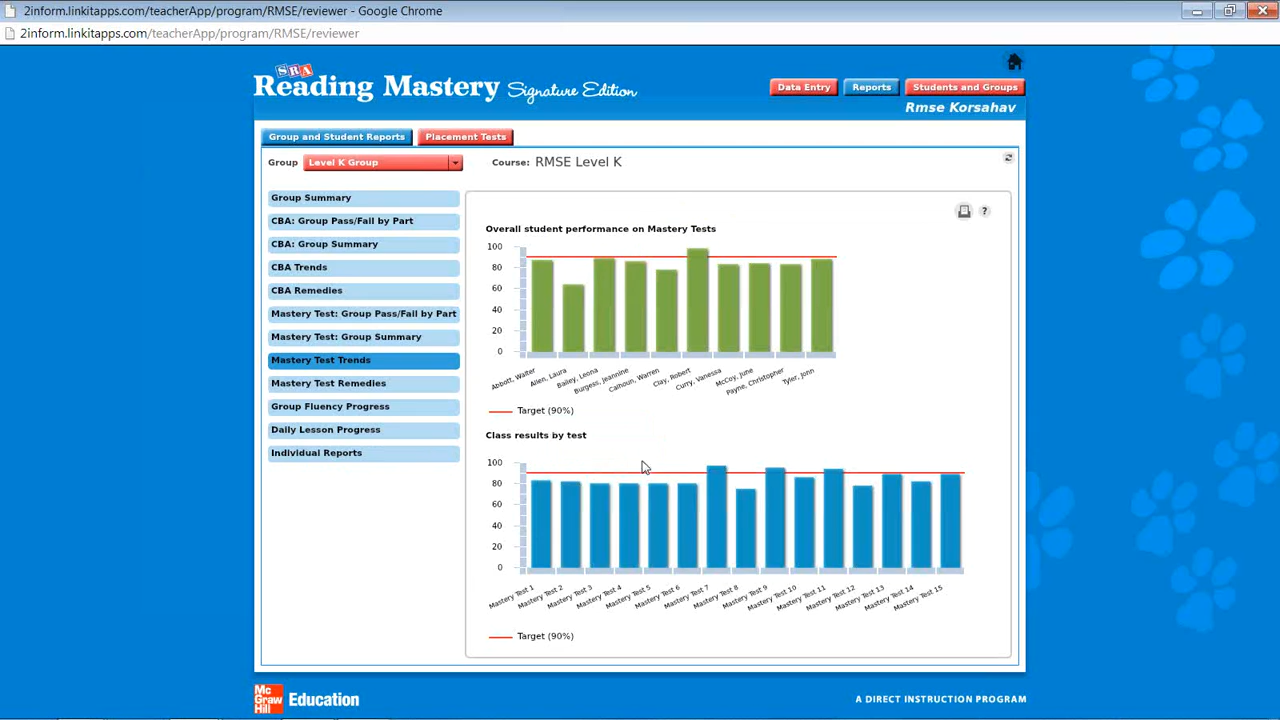 2inform.linkitapps.com/teacherApp/program/RMSE/reviewer - Google Chrome
2inform.linkitapps.com/teacherApp/program/RMSE/reviewer
SRA
Reading Mastery Signature Edition
Data Entry Reports Students and Groups
Rmse Korsahav
Group and Student Reports Placement Tests
Group Level K Group Course: RMSE Level K
Group Summary
CBA: Group Pass/Fail by Part
CBA: Group Summary
CBA Trends
CBA Remedies
Mastery Test: Group Pass/Fail by Part
Mastery Test: Group Summary
Mastery Test Trends
Mastery Test Remedies
Group Fluency Progress
Daily Lesson Progress
Individual Reports
?
Overall student performance on Mastery Tests
100
80
60
40
20
0
Abbott, Walter
Allen, Laura
Bailey, Leona
Burgess, Jeannine
Calhoun, Warren
Clay, Robert
Curry, Vanessa
McCoy, June
Payne, Christopher
Tyler, John
Target (90%)
Class results by test
100
80
60
40
20
0
Mastery Test 1
Mastery Test 2
Mastery Test 3
Mastery Test 4
Mastery Test 5
Mastery Test 6
Mastery Test 7
Mastery Test 8
Mastery Test 9
Mastery Test 10
Mastery Test 11
Mastery Test 12
Mastery Test 13
Mastery Test 14
Mastery Test 15
Target (90%)
Mc
Graw
Hill
Education
A DIRECT INSTRUCTION PROGRAM